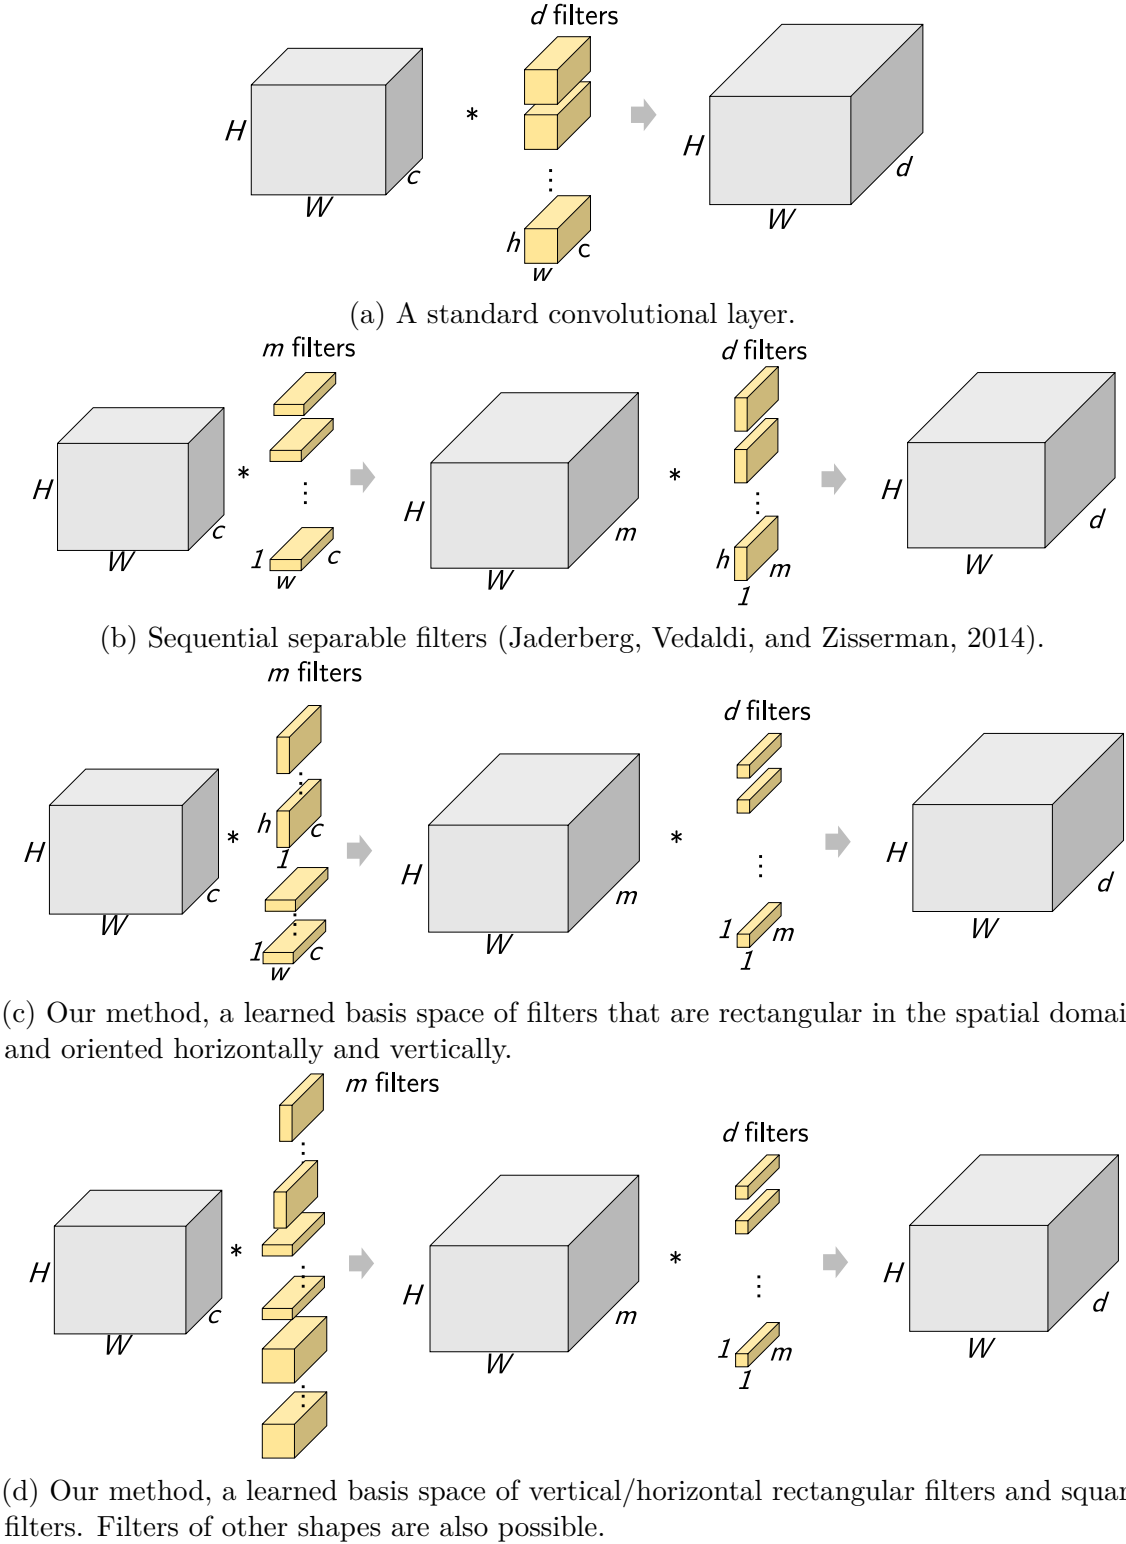 d filters
H
c
W
*
H
d
W
⋮
h
c
w
(a) A standard convolutional layer.
m filters
d filters
H
c
W
*
⋮
1
c
w
H
m
W
*
⋮
h
m
1
H
d
W
(b) Sequential separable filters (Jaderberg, Vedaldi, and Zisserman, 2014).
m filters
d filters
H
c
W
*
⋮
h
c
1
⋮
1
c
w
H
m
W
*
⋮
1
m
1
H
d
W
(c) Our method, a learned basis space of filters that are rectangular in the spatial domai
and oriented horizontally and vertically.
m filters
d filters
H
c
W
*
⋮
⋮
⋮
H
m
W
*
⋮
1
m
1
H
d
W
(d) Our method, a learned basis space of vertical/horizontal rectangular filters and squar
filters. Filters of other shapes are also possible.